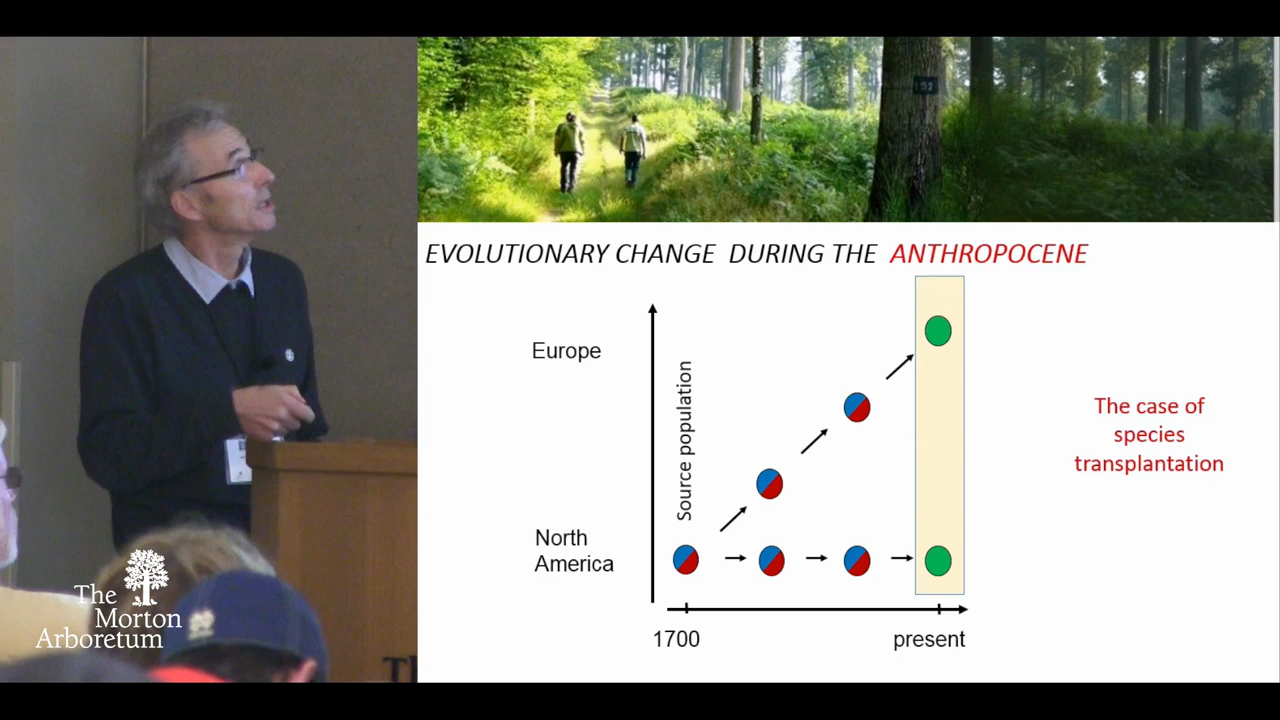 152
EVOLUTIONARY CHANGE DURING THE ANTHROPOCENE
Europe
Source population
The case of
species
transplantation
North
America
1700
present
The
Morton
Arboretum